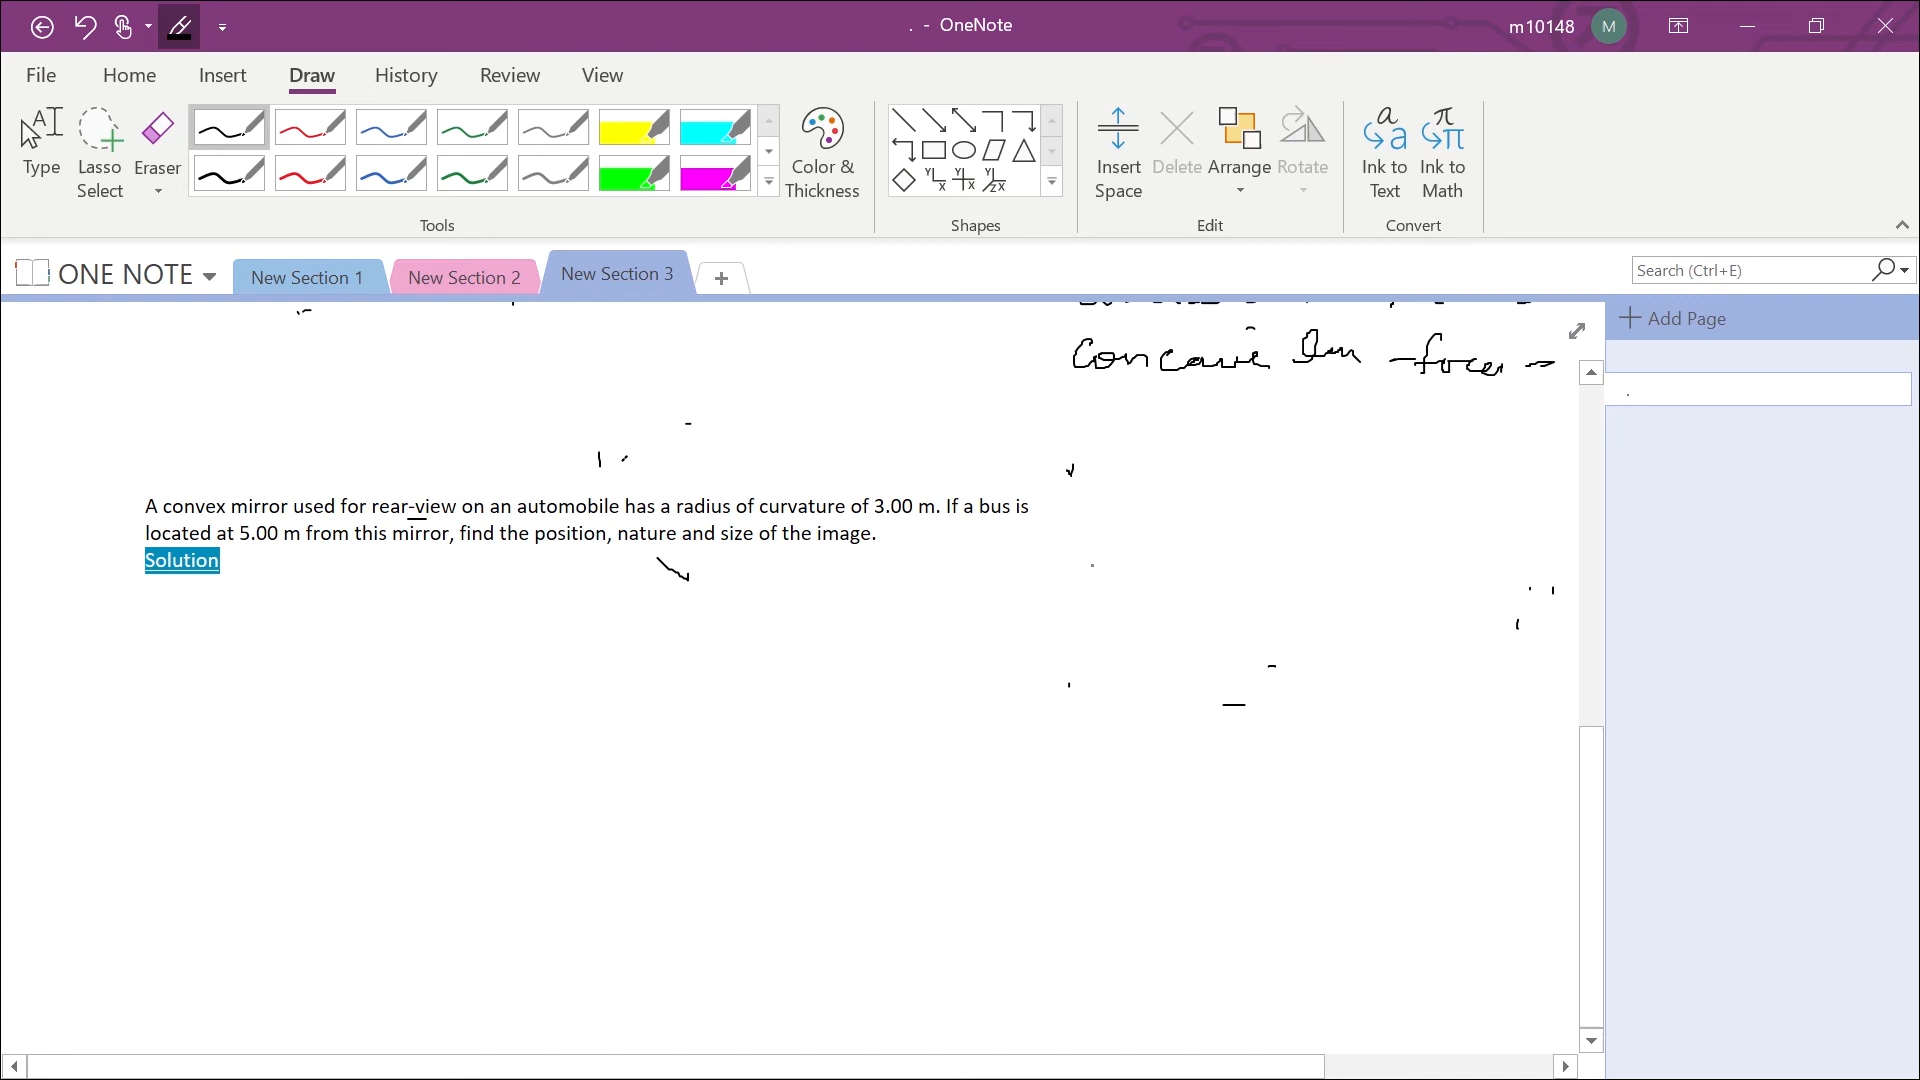 . - OneNote
m10148
M
File Home Insert Draw History Review View
Type
Lasso Select
Eraser
Color & Thickness
Insert Space
Delete
Arrange
Rotate
Ink to Text
Ink to Math
Tools
Shapes
Edit
Convert
ONE NOTE
New Section 1
New Section 2
New Section 3
Search (Ctrl+E)
Add Page
.
Concave
A convex mirror used for rear-view on an automobile has a radius of curvature of 3.00 m. If a bus is
located at 5.00 m from this mirror, find the position, nature and size of the image.
Solution